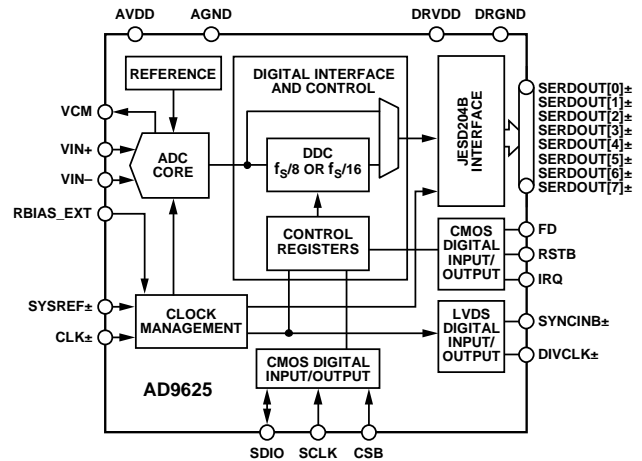 AVDD
AGND
DRVDD
DRGND
REFERENCE
DIGITAL INTERFACE
AND CONTROL
VCM
VIN+
VIN–
RBIAS_EXT
SYSREF±
CLK±
ADC
CORE
DDC
fS/8 OR fS/16
CONTROL
REGISTERS
CLOCK
MANAGEMENT
JESD204B
INTERFACE
SERDOUT[0]±
SERDOUT[1]±
SERDOUT[2]±
SERDOUT[3]±
SERDOUT[4]±
SERDOUT[5]±
SERDOUT[6]±
SERDOUT[7]±
CMOS
DIGITAL
INPUT/
OUTPUT
FD
RSTB
IRQ
LVDS
DIGITAL
INPUT/
OUTPUT
SYNCINB±
DIVCLK±
CMOS DIGITAL
INPUT/OUTPUT
AD9625
SDIO
SCLK
CSB